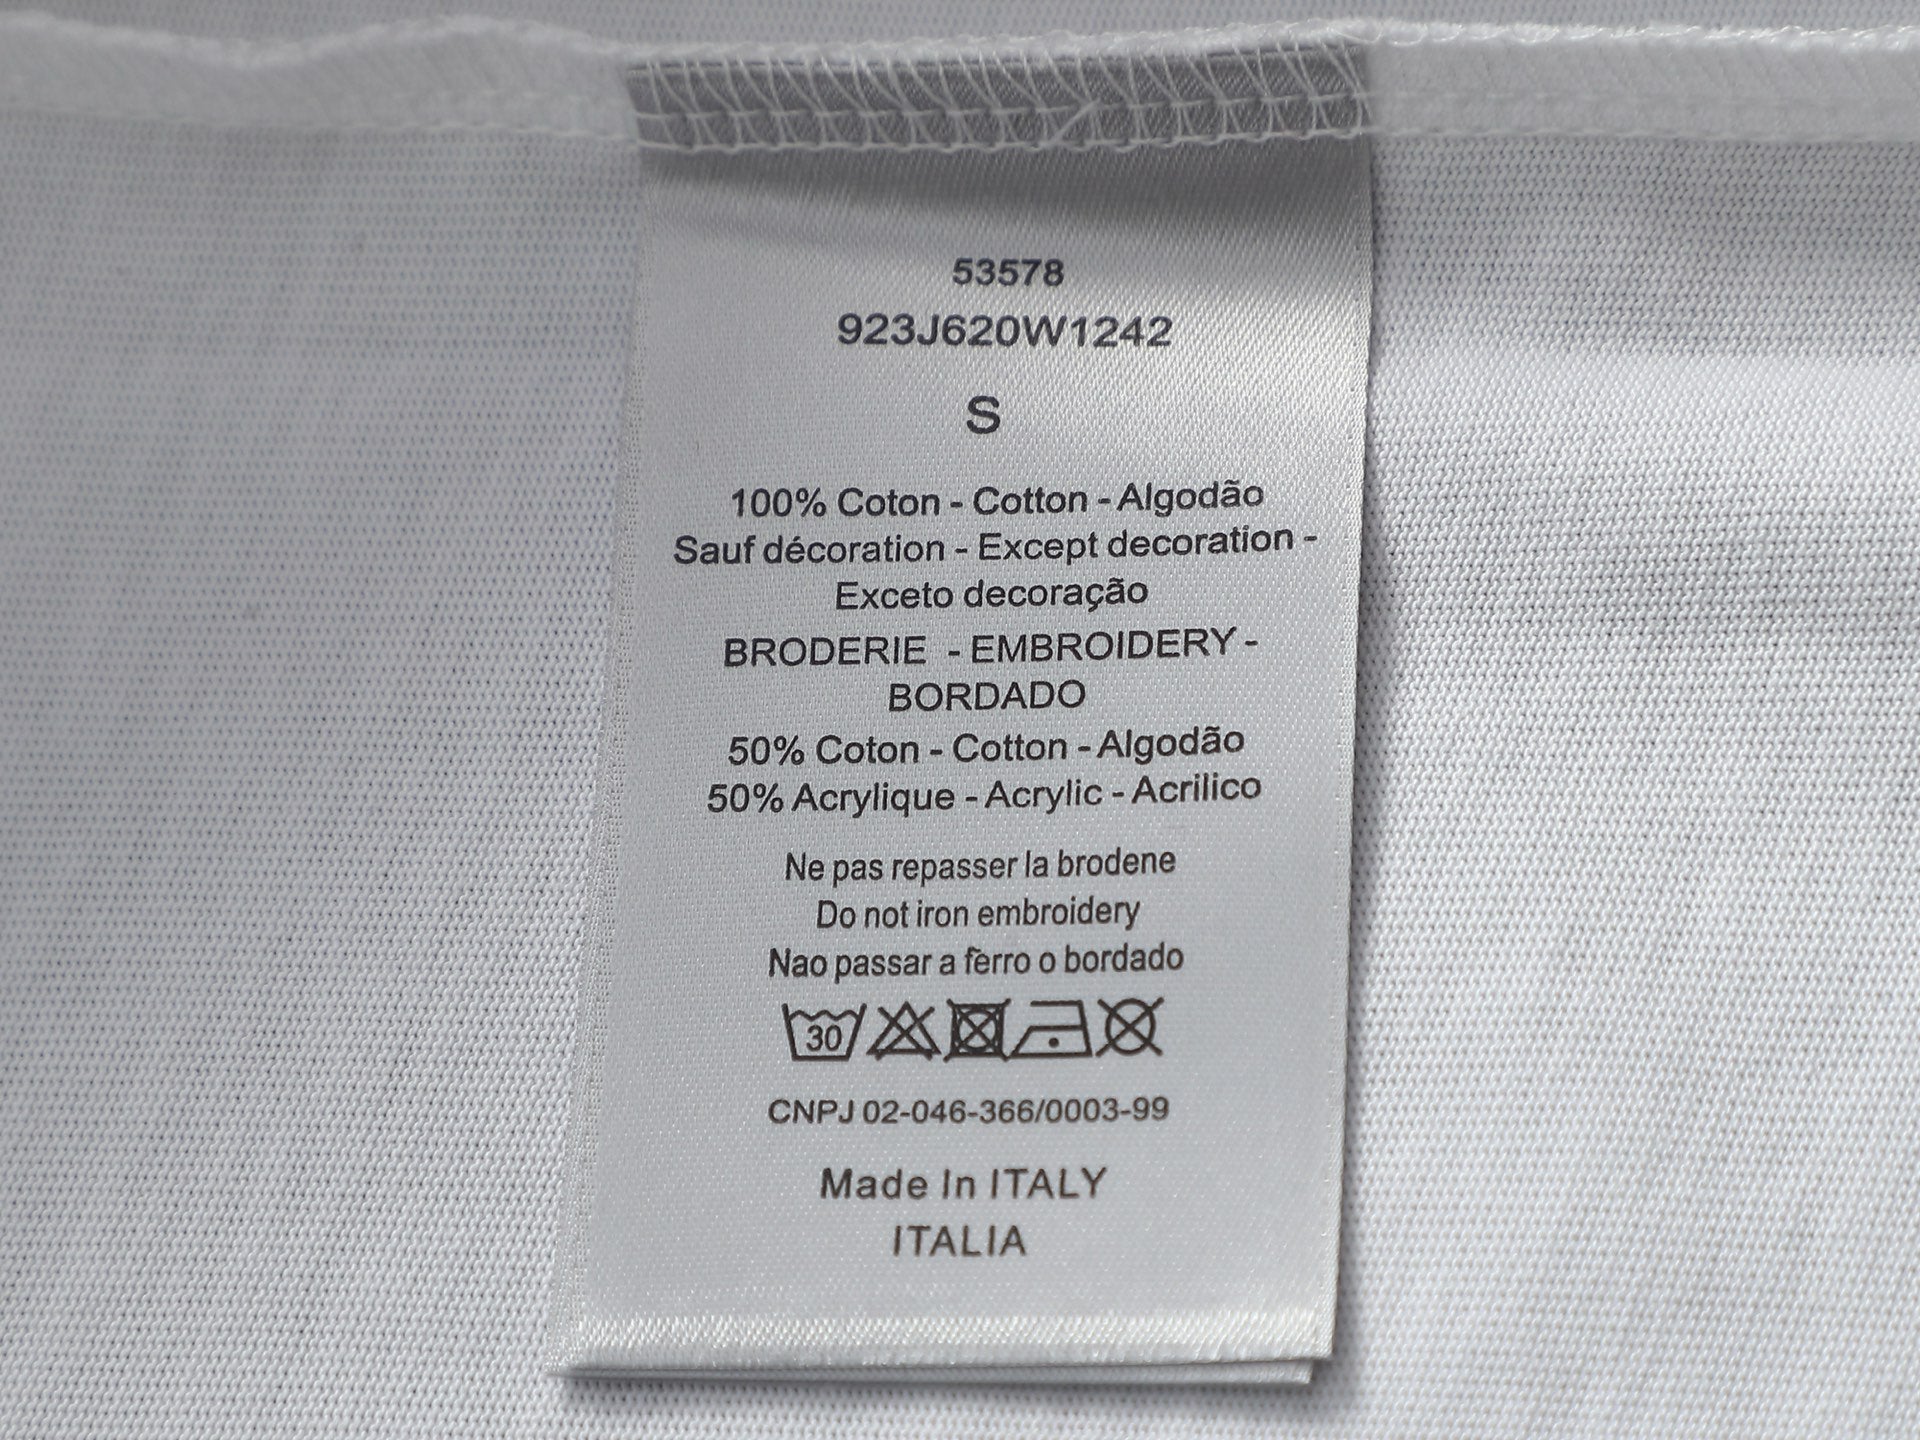 53578
923J620W1242
S
100% Coton - Cotton - Algodão
Sauf décoration - Except decoration -
Exceto decoração
BRODERIE - EMBROIDERY -
BORDADO
50% Coton - Cotton - Algodão
50% Acrylique - Acrylic - Acrilico
Ne pas repasser la brodene
Do not iron embroidery
Nao passar a fèrro o bordado
30
CNPJ 02-046-366/0003-99
Made In ITALY
ITALIA